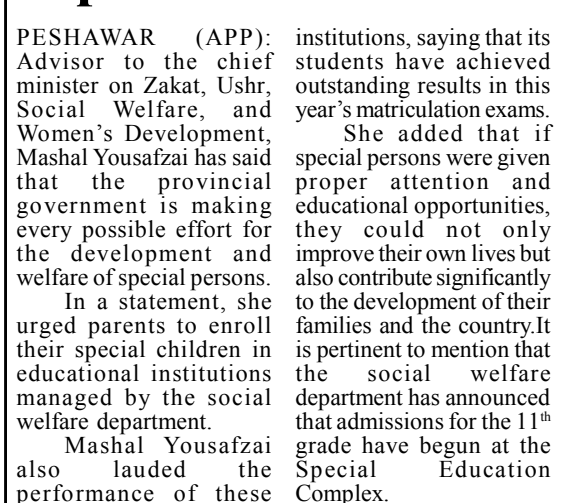 PESHAWAR (APP):
Advisor to the chief
minister on Zakat, Ushr,
Social Welfare, and
Women's Development,
Mashal Yousafzai has said
that the provincial
government is making
every possible effort for
the development and
welfare of special persons.
In a statement, she
urged parents to enroll
their special children in
educational institutions
managed by the social
welfare department.
Mashal Yousafzai
also lauded the
performance of these
institutions, saying that its
students have achieved
outstanding results in this
year's matriculation exams.
She added that if
special persons were given
proper attention and
educational opportunities,
they could not only
improve their own lives but
also contribute significantly
to the development of their
families and the country.It
is pertinent to mention that
the social welfare
department has announced
that admissions for the 11th
grade have begun at the
Special Education
Complex.